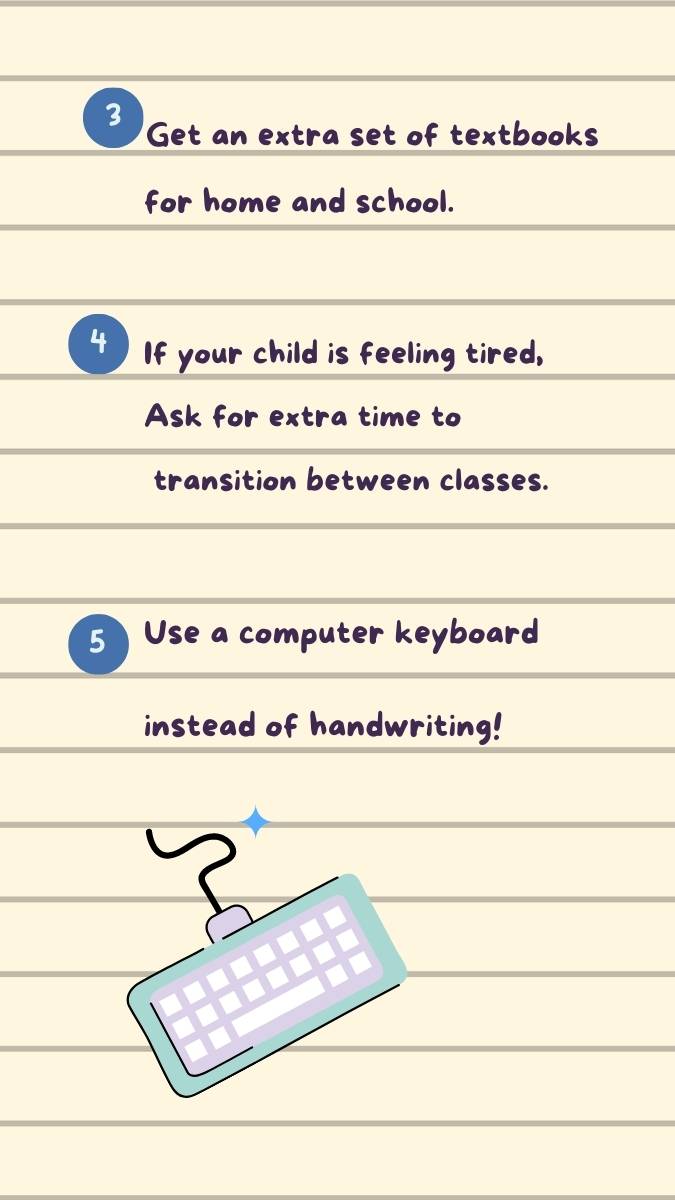 3
Get an extra set of textbooks
for home and school.
4
If your child is feeling tired,
Ask for extra time to
transition between classes.
5
Use a computer keyboard
instead of handwriting!